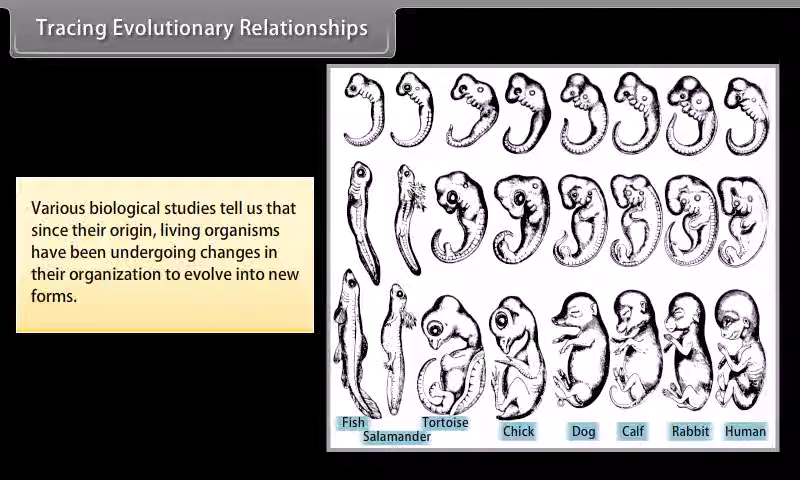 Tracing Evolutionary Relationships
Various biological studies tell us that
since their origin, living organisms
have been undergoing changes in
their organization to evolve into new
forms.
Fish
Salamander
Tortoise
Chick
Dog
Calf
Rabbit
Human